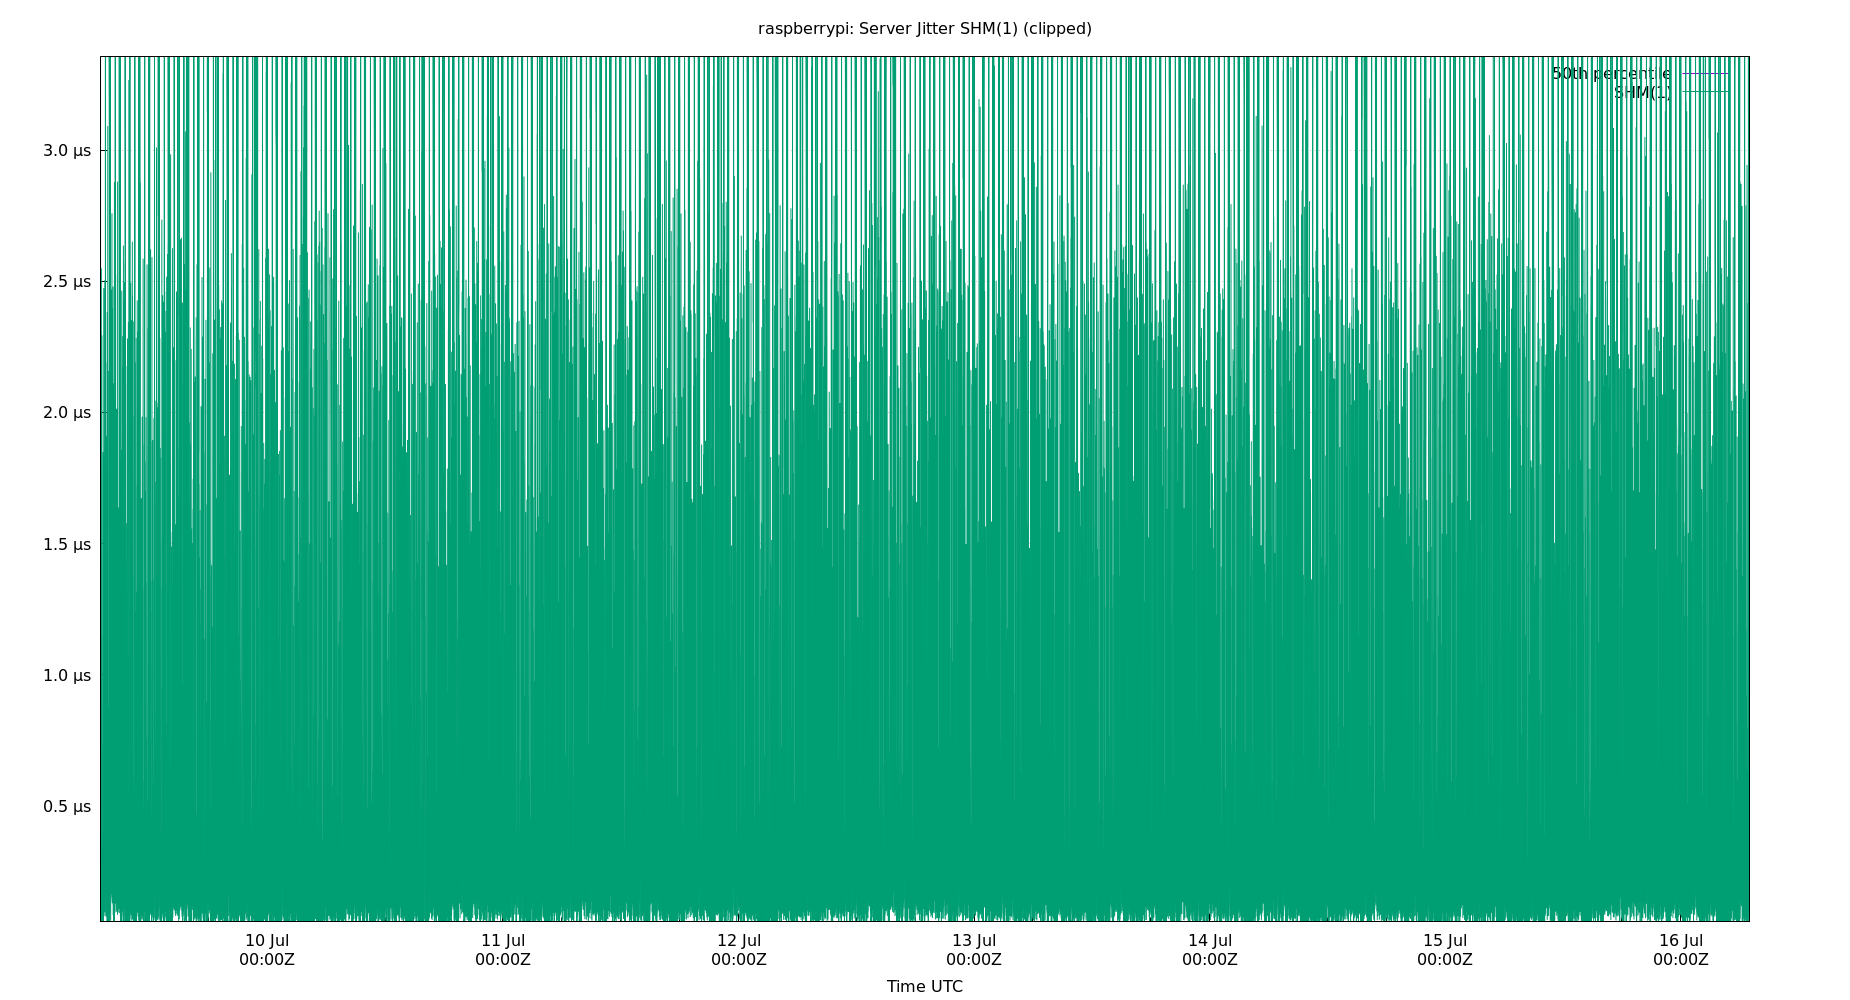 raspberrypi: Server Jitter SHM(1) (clipped)
50th percentile
SHM(1)
3.0 µs
2.5 µs
2.0 µs
1.5 µs
1.0 µs
0.5 µs
10 Jul 11 Jul 12 Jul 13 Jul 14 Jul 15 Jul 16 Jul
00:00Z 00:00Z 00:00Z 00:00Z 00:00Z 00:00Z 00:00Z
Time UTC